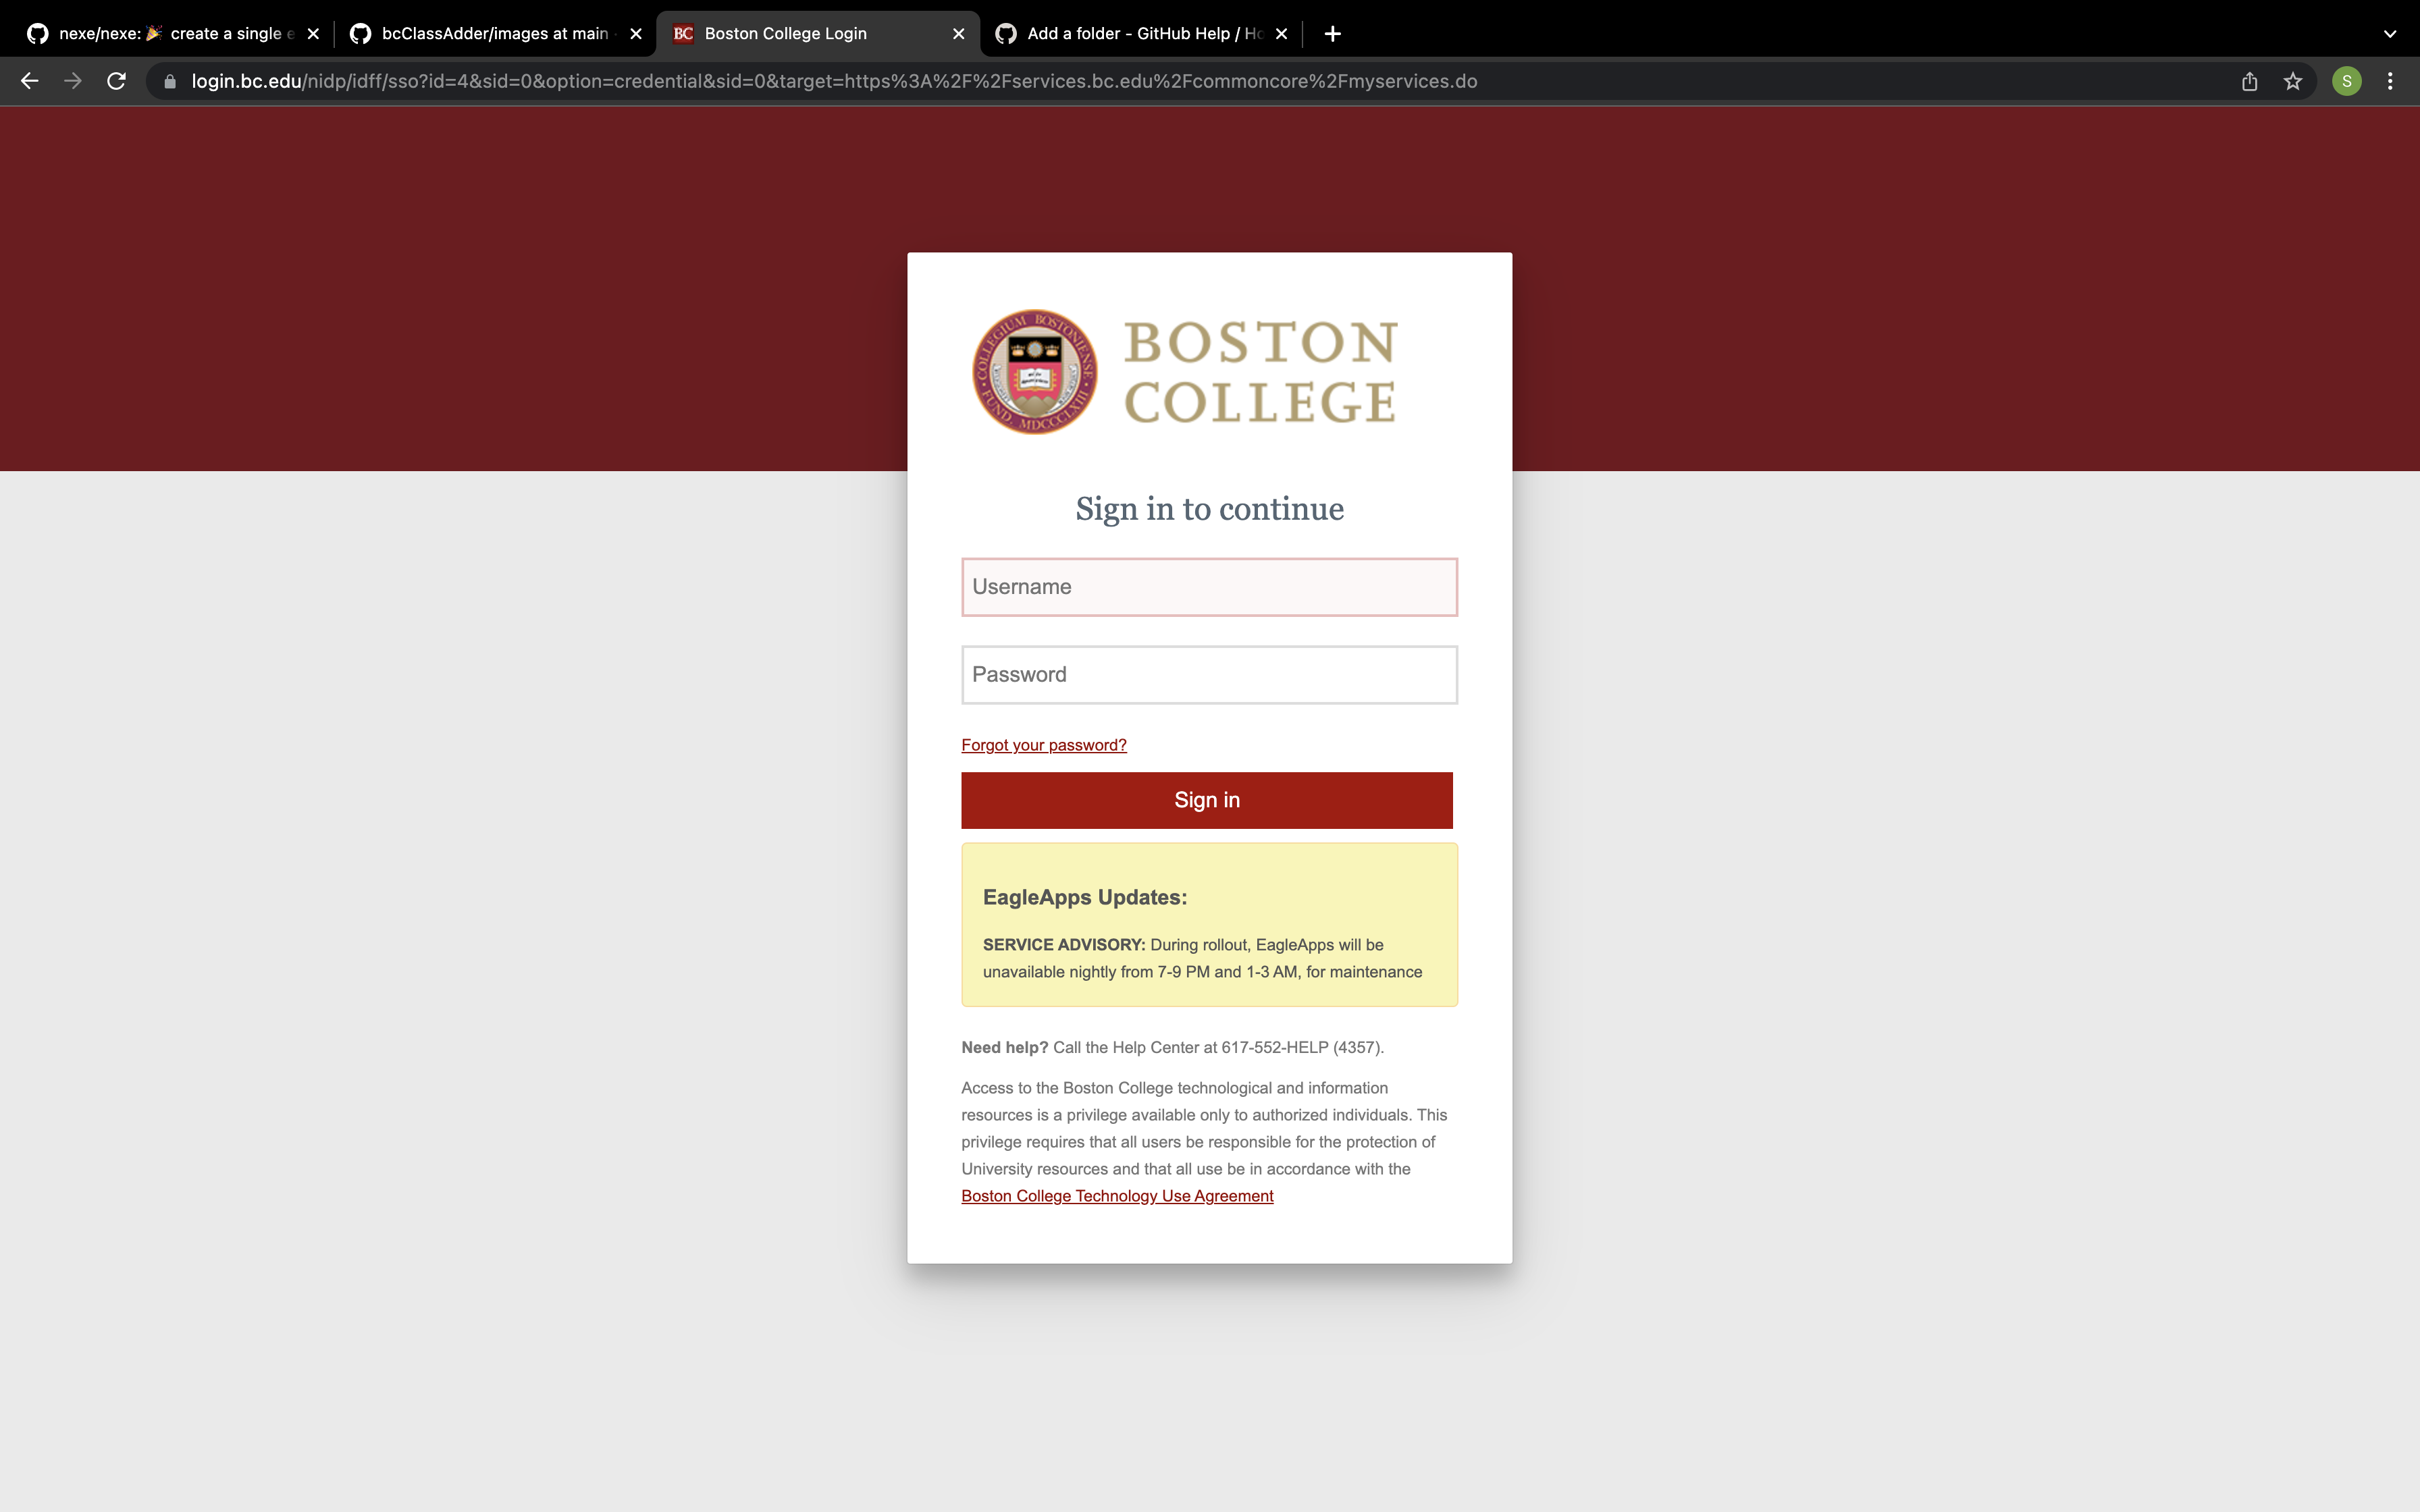 nexe/nexe: 🎉 create a single e
bcClassAdder/images at main
BC Boston College Login
Add a folder - GitHub Help / Ho
login.bc.edu/nidp/idff/sso?id=4&sid=0&option=credential&sid=0&target=https%3A%2F%2Fservices.bc.edu%2Fcommoncore%2Fmyservices.do
S
COLLEGIUM BOSTONIENSE
FUND. MDCCCLXIII
BOSTON
COLLEGE
Sign in to continue
Username
Password
Forgot your password?
Sign in
EagleApps Updates:
SERVICE ADVISORY: During rollout, EagleApps will be
unavailable nightly from 7-9 PM and 1-3 AM, for maintenance
Need help? Call the Help Center at 617-552-HELP (4357).
Access to the Boston College technological and information
resources is a privilege available only to authorized individuals. This
privilege requires that all users be responsible for the protection of
University resources and that all use be in accordance with the
Boston College Technology Use Agreement